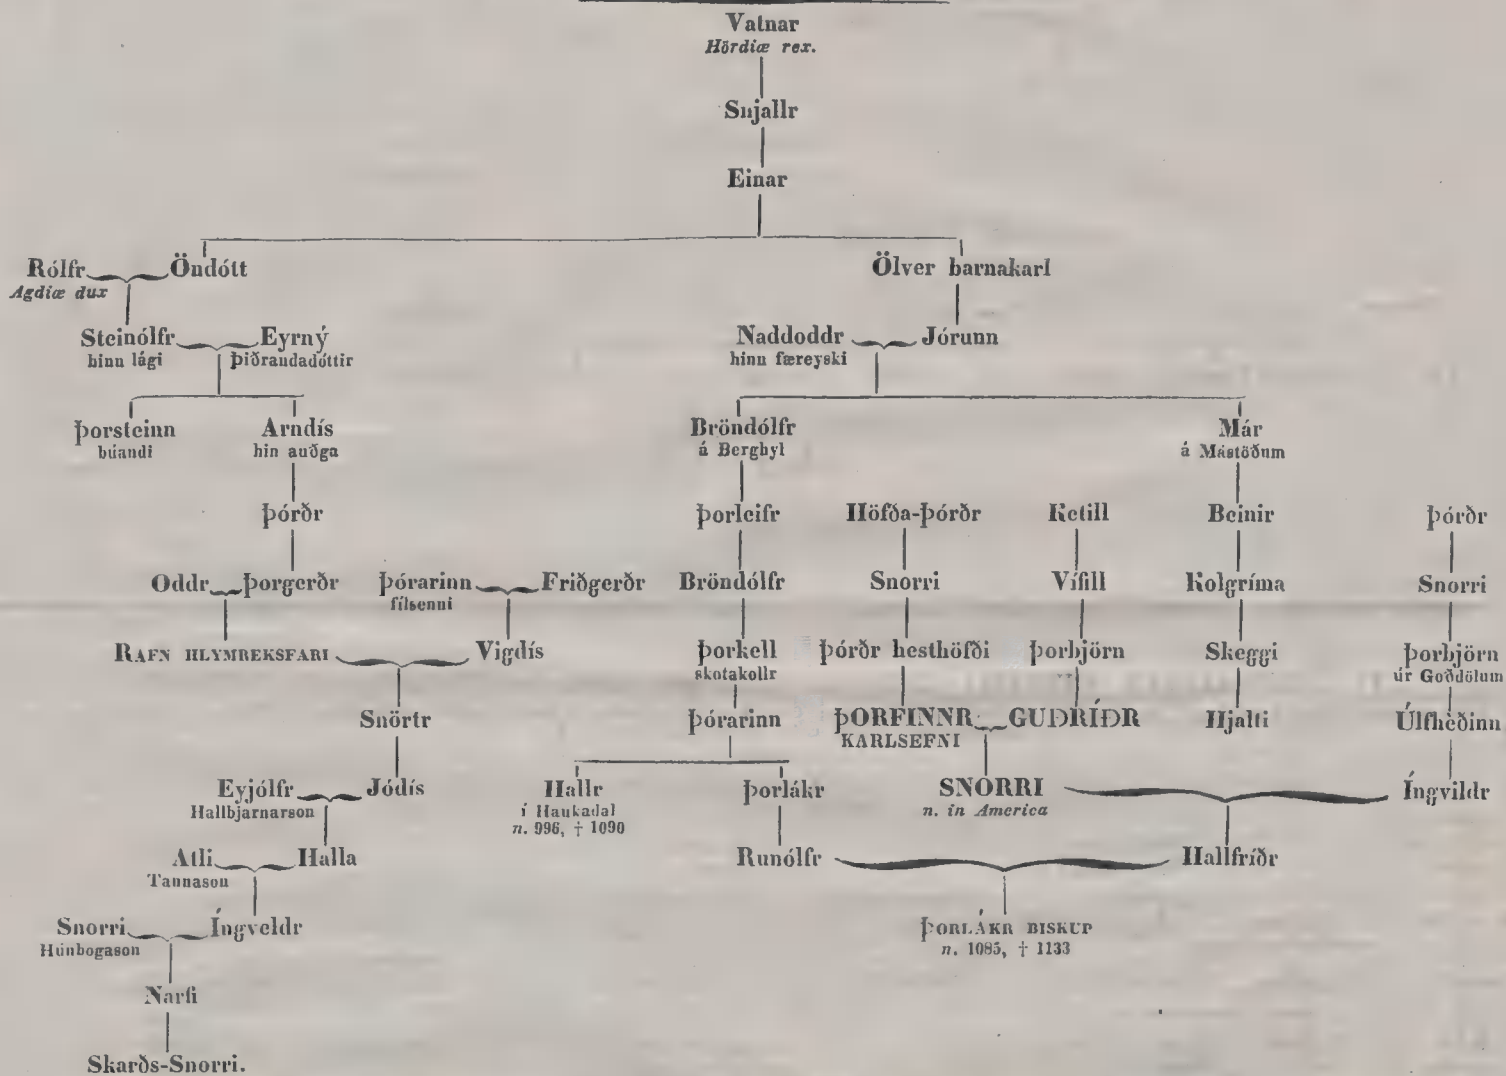 Vatnar
Hördiæ rex.
Snjallr
Einar
Rólfr Öndótt Ölver barnakarl
Agdiæ dux
Steinólfr Eyrný Naddoddr Jórunn
hinn lági Þiðrandadóttir hinn færeyski
Þorsteinn Arndís Bröndólfr Már
búandi hin auðga á Berghyl á Mástöðum
Þórðr Þorleifr Höfða-Þórðr Ketill Beinir Þórðr
Oddr Þorgerðr Þórarinn Friðgerðr Bröndólfr Snorri Vífill Kolgríma Snorri
fílsenni
RAFN HLYMREKSFARI Vigdís Þorkell Þórðr hesthöfði Þorbjörn Skeggi Þorbjörn
skotakollr úr Goðdölum
Snörtr Þórarinn ÞORFINNR GUDRÍÐR Hjalti Úlfhèðinn
KARLSEFNI
Eyjólfr Jódís Hallr Þorlákr SNORRI Íngvildr
Hallbjarnarson í Haukadal n. in America
n. 996, † 1090
Atli Halla Runólfr Hallfríðr
Tannason
Snorri Íngveldr ÞORLÁKR BISKUP
Húnbogason n. 1085, † 1133
Narfi
Skarðs-Snorri.